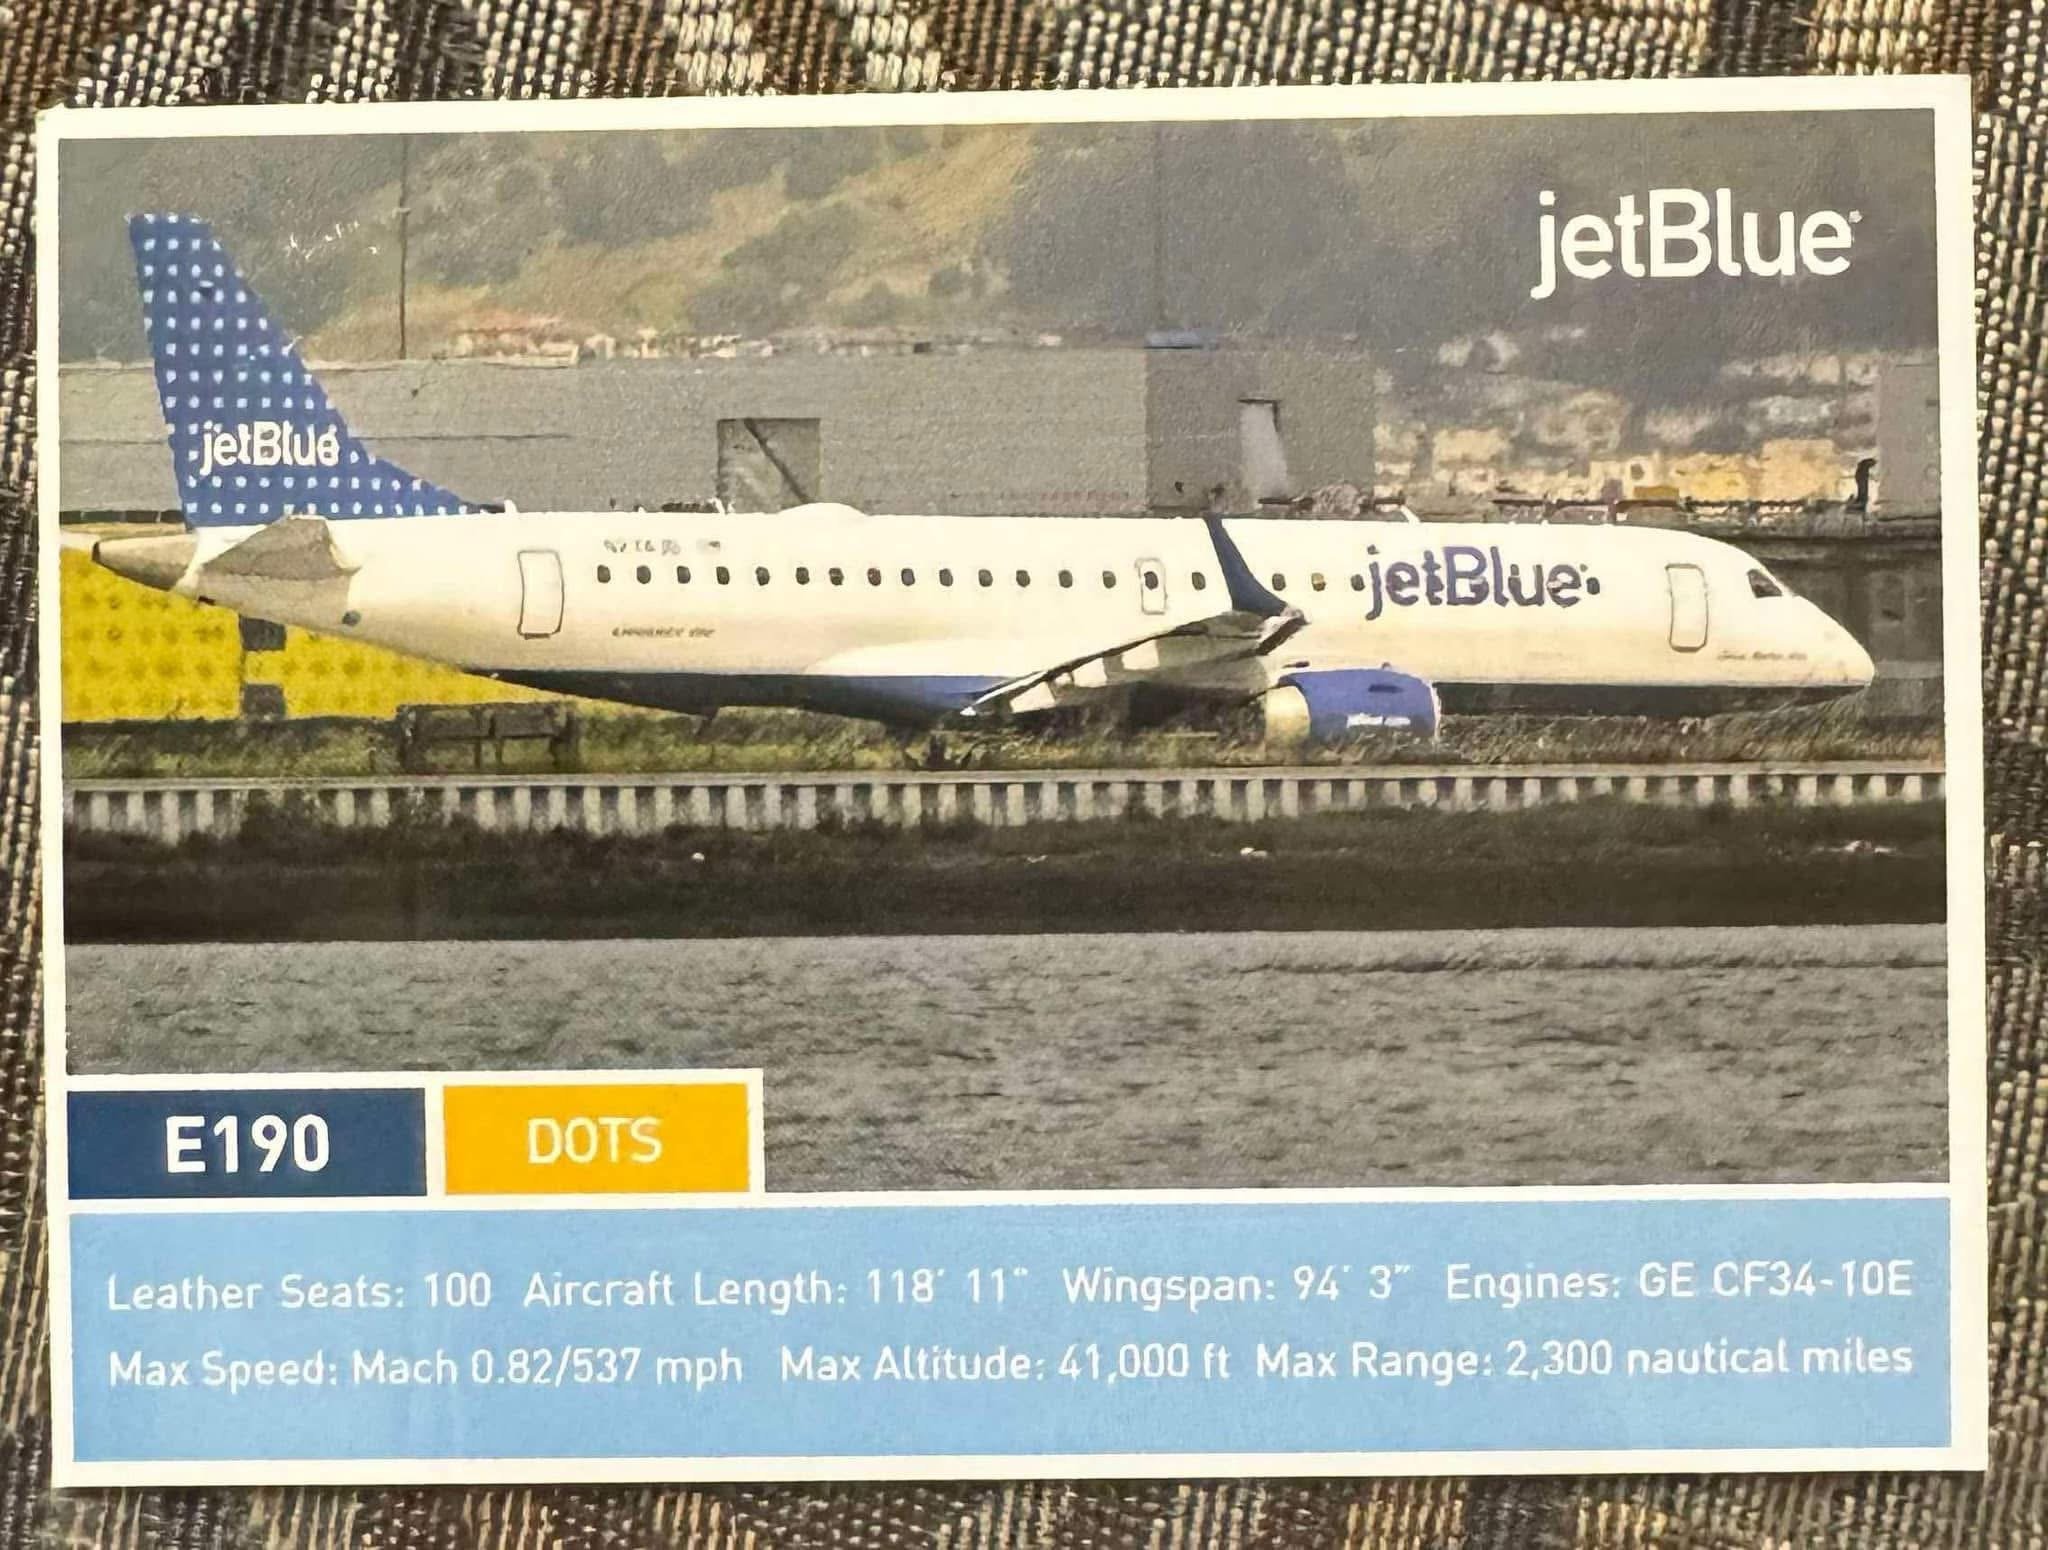 jetBlue
jetBlue
jetBlue
E190
DOTS
Leather Seats: 100 Aircraft Length: 118' 11" Wingspan: 94' 3" Engines: GE CF34-10E
Max Speed: Mach 0.82/537 mph Max Altitude: 41,000 ft Max Range: 2,300 nautical miles